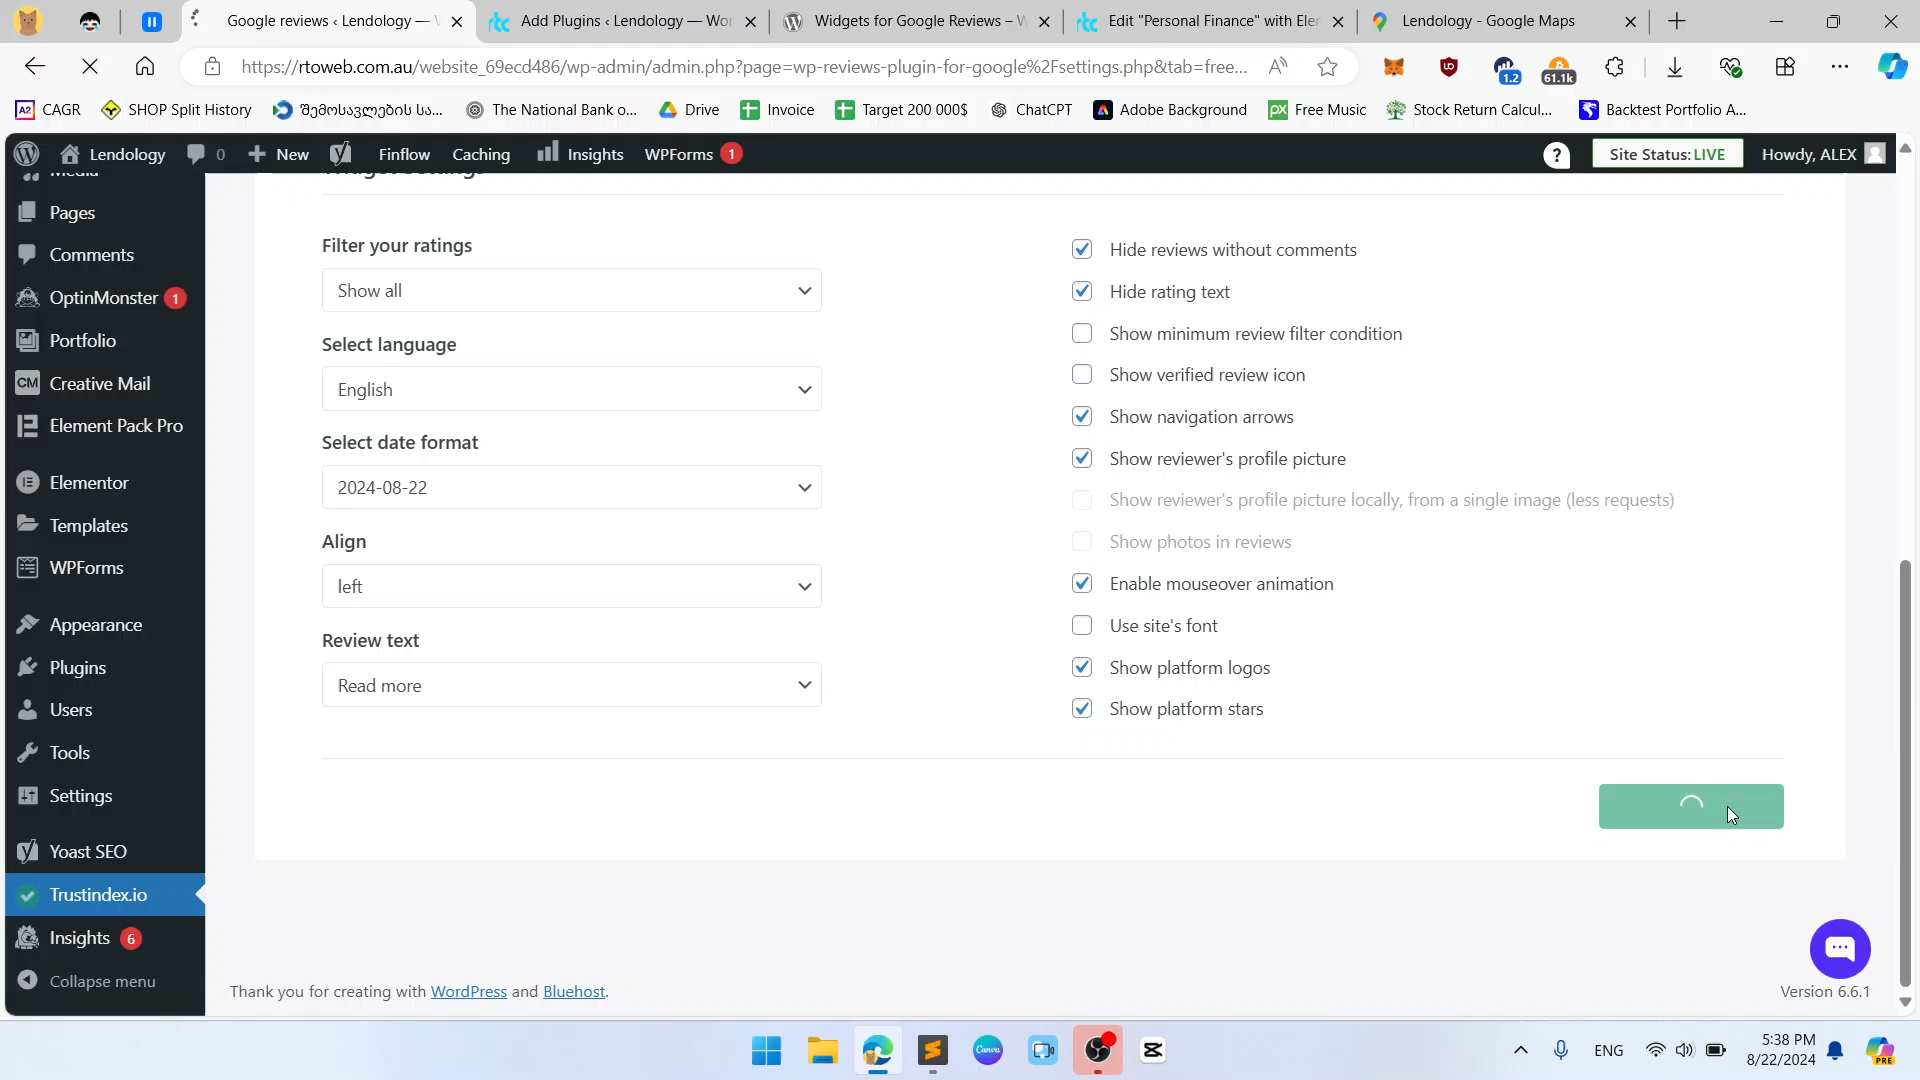 Google reviews ‹ Lendology —
Add Plugins ‹ Lendology — Wor
Widgets for Google Reviews –
Edit "Personal Finance" with Ele
Lendology - Google Maps
https://rtoweb.com.au/website_69ecd486/wp-admin/admin.php?page=wp-reviews-plugin-for-google%2Fsettings.php&tab=free...
1.2
61.1k
CAGR
SHOP Split History
შემოსავლების სა...
The National Bank o...
Drive
Invoice
Target 200 000$
ChatCPT
Adobe Background
Free Music
Stock Return Calcul...
Backtest Portfolio A...
Lendology
0
New
Finflow
Caching
Insights
WPForms 1
Site Status: LIVE
Howdy, ALEX
Media
Pages
Comments
OptinMonster 1
Portfolio
Creative Mail
Element Pack Pro
Elementor
Templates
WPForms
Appearance
Plugins
Users
Tools
Settings
Yoast SEO
Trustindex.io
Insights 6
Collapse menu
Widget Settings
Filter your ratings
Show all
Select language
English
Select date format
2024-08-22
Align
left
Review text
Read more
Hide reviews without comments
Hide rating text
Show minimum review filter condition
Show verified review icon
Show navigation arrows
Show reviewer's profile picture
Show reviewer's profile picture locally, from a single image (less requests)
Show photos in reviews
Enable mouseover animation
Use site's font
Show platform logos
Show platform stars
Thank you for creating with WordPress and Bluehost.
Version 6.6.1
ENG
5:38 PM
8/22/2024